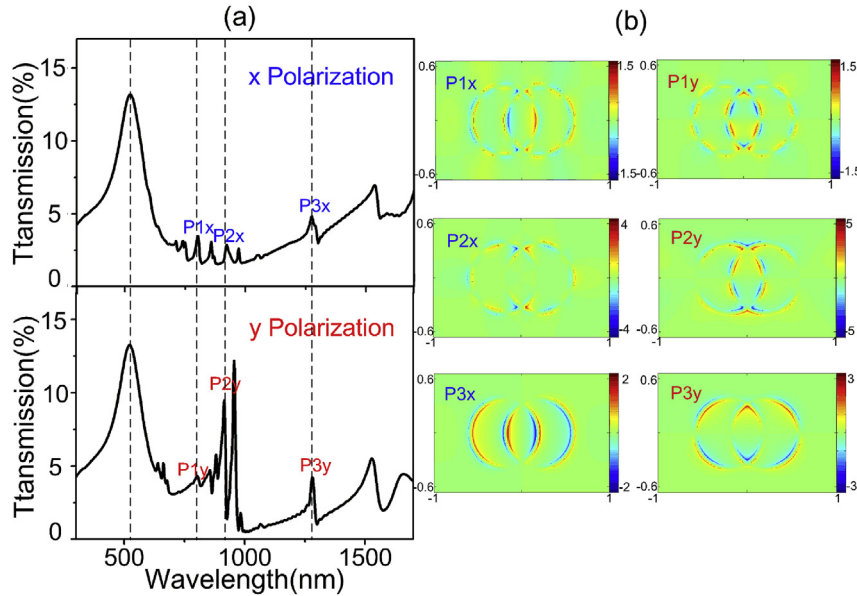 (a)
Ttansmission(%)
15
10
5
0
x Polarization
P1x
P2x
P3x
Ttansmission(%)
15
10
5
0
y Polarization
P1y
P2y
P3y
500
1000
1500
Wavelength(nm)
(b)
P1x
0.6
-0.6
-1
1
1.5
-1.5
P1y
0.6
-0.6
-1
1
1.5
-1.5
P2x
0.6
-0.6
-1
1
4
-4
P2y
0.6
-0.6
-1
1
5
-5
P3x
0.6
-0.6
-1
1
2
-2
P3y
0.6
-0.6
-1
1
3
-3